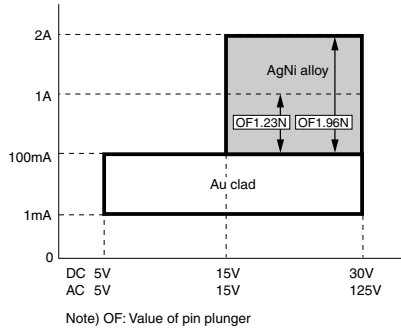 2A
AgNi alloy
1A
OF1.23N OF1.96N
100mA
Au clad
1mA
0
DC 5V 15V 30V
AC 5V 15V 125V
Note) OF: Value of pin plunger